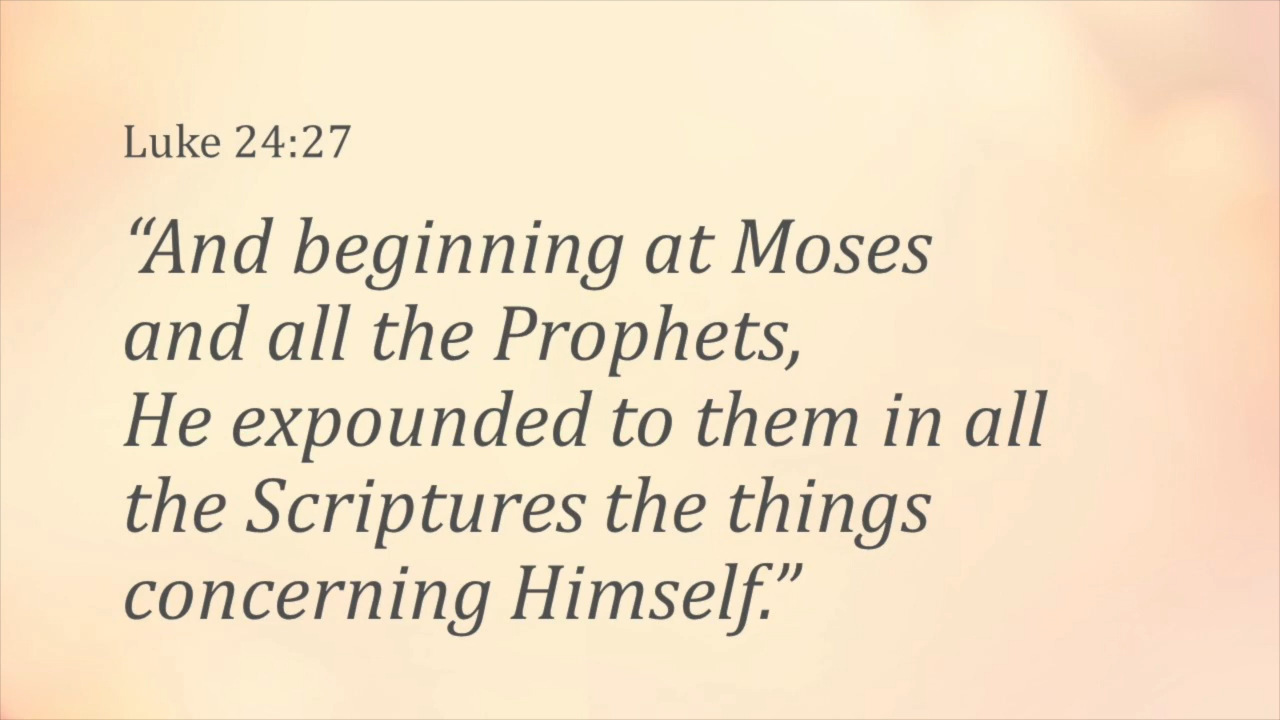 Luke 24:27
“And beginning at Moses
and all the Prophets,
He expounded to them in all
the Scriptures the things
concerning Himself.”